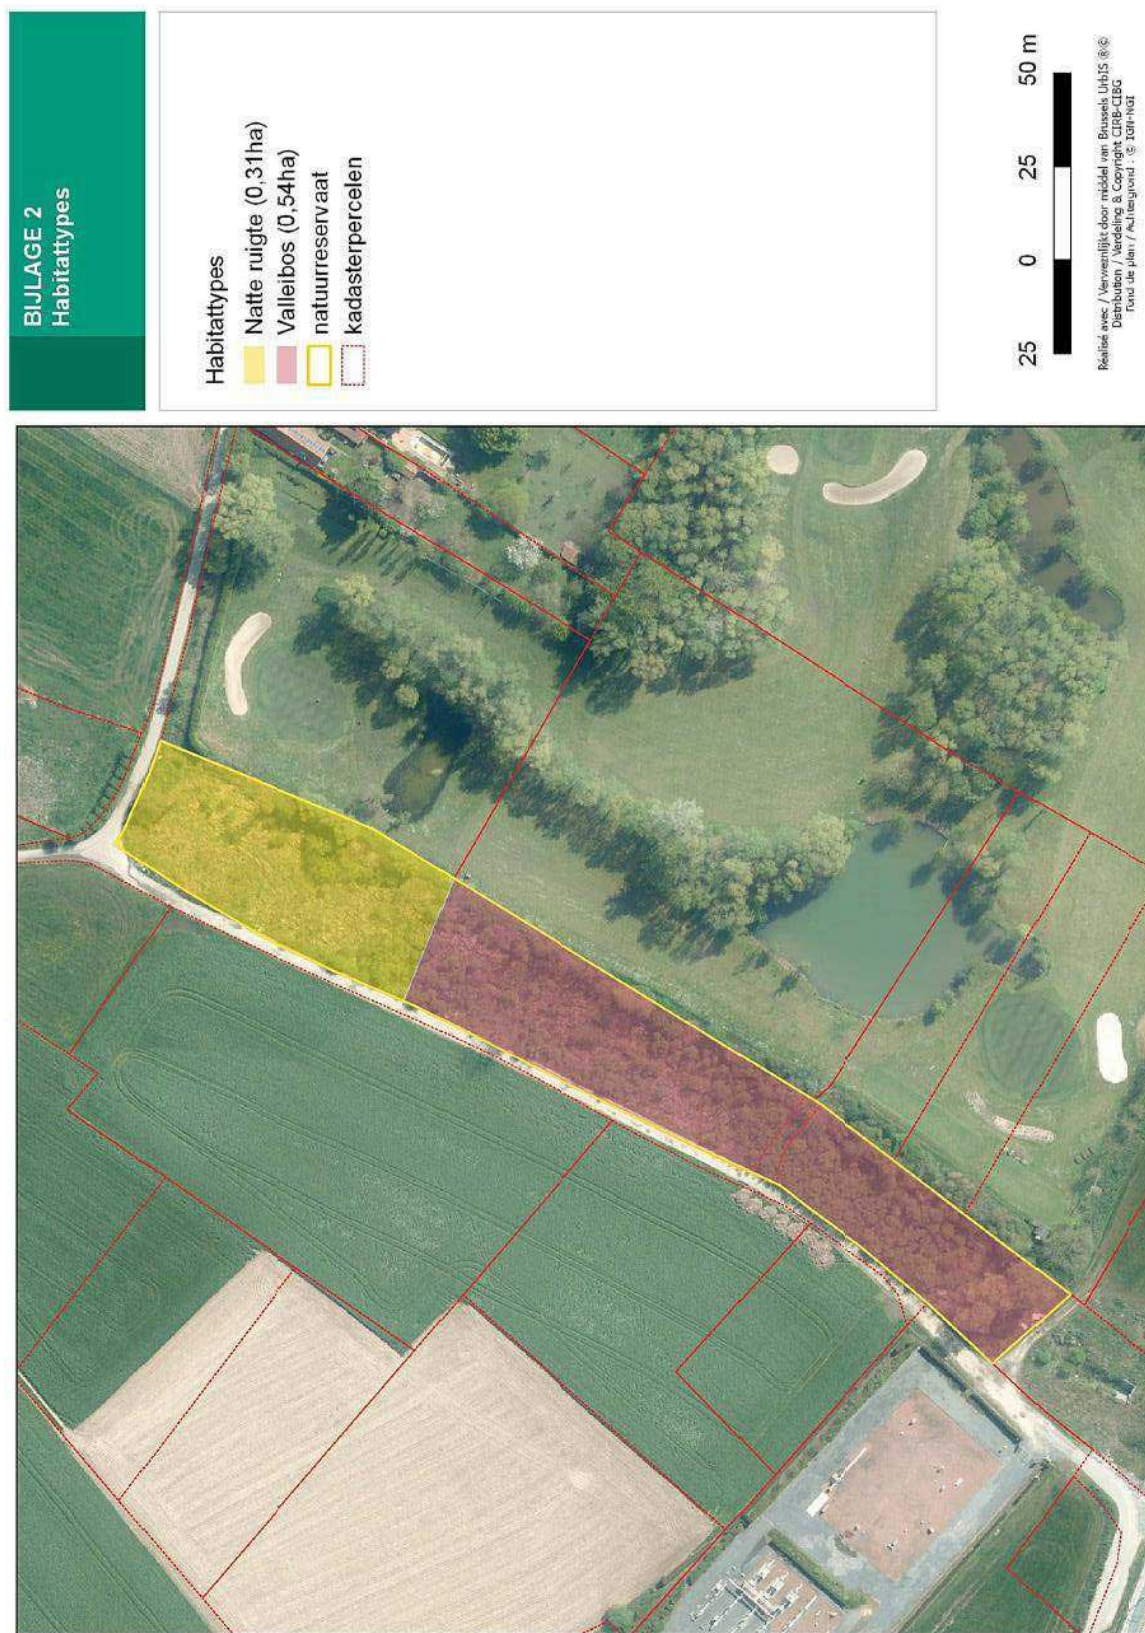 BIJLAGE 2
Habitattypes
Habitattypes
Natte ruigte (0,31ha)
Valleibos (0,54ha)
natuurreservaat
kadasterpercelen
25 0 25 50 m
Réalisé avec / Verwezenlijkt door middel van Brussels UrbIS ®©
Distribution / Verdeling & Copyright CIRB-CIBG
Fond de plan / Achtergrond : © IGN-NGI